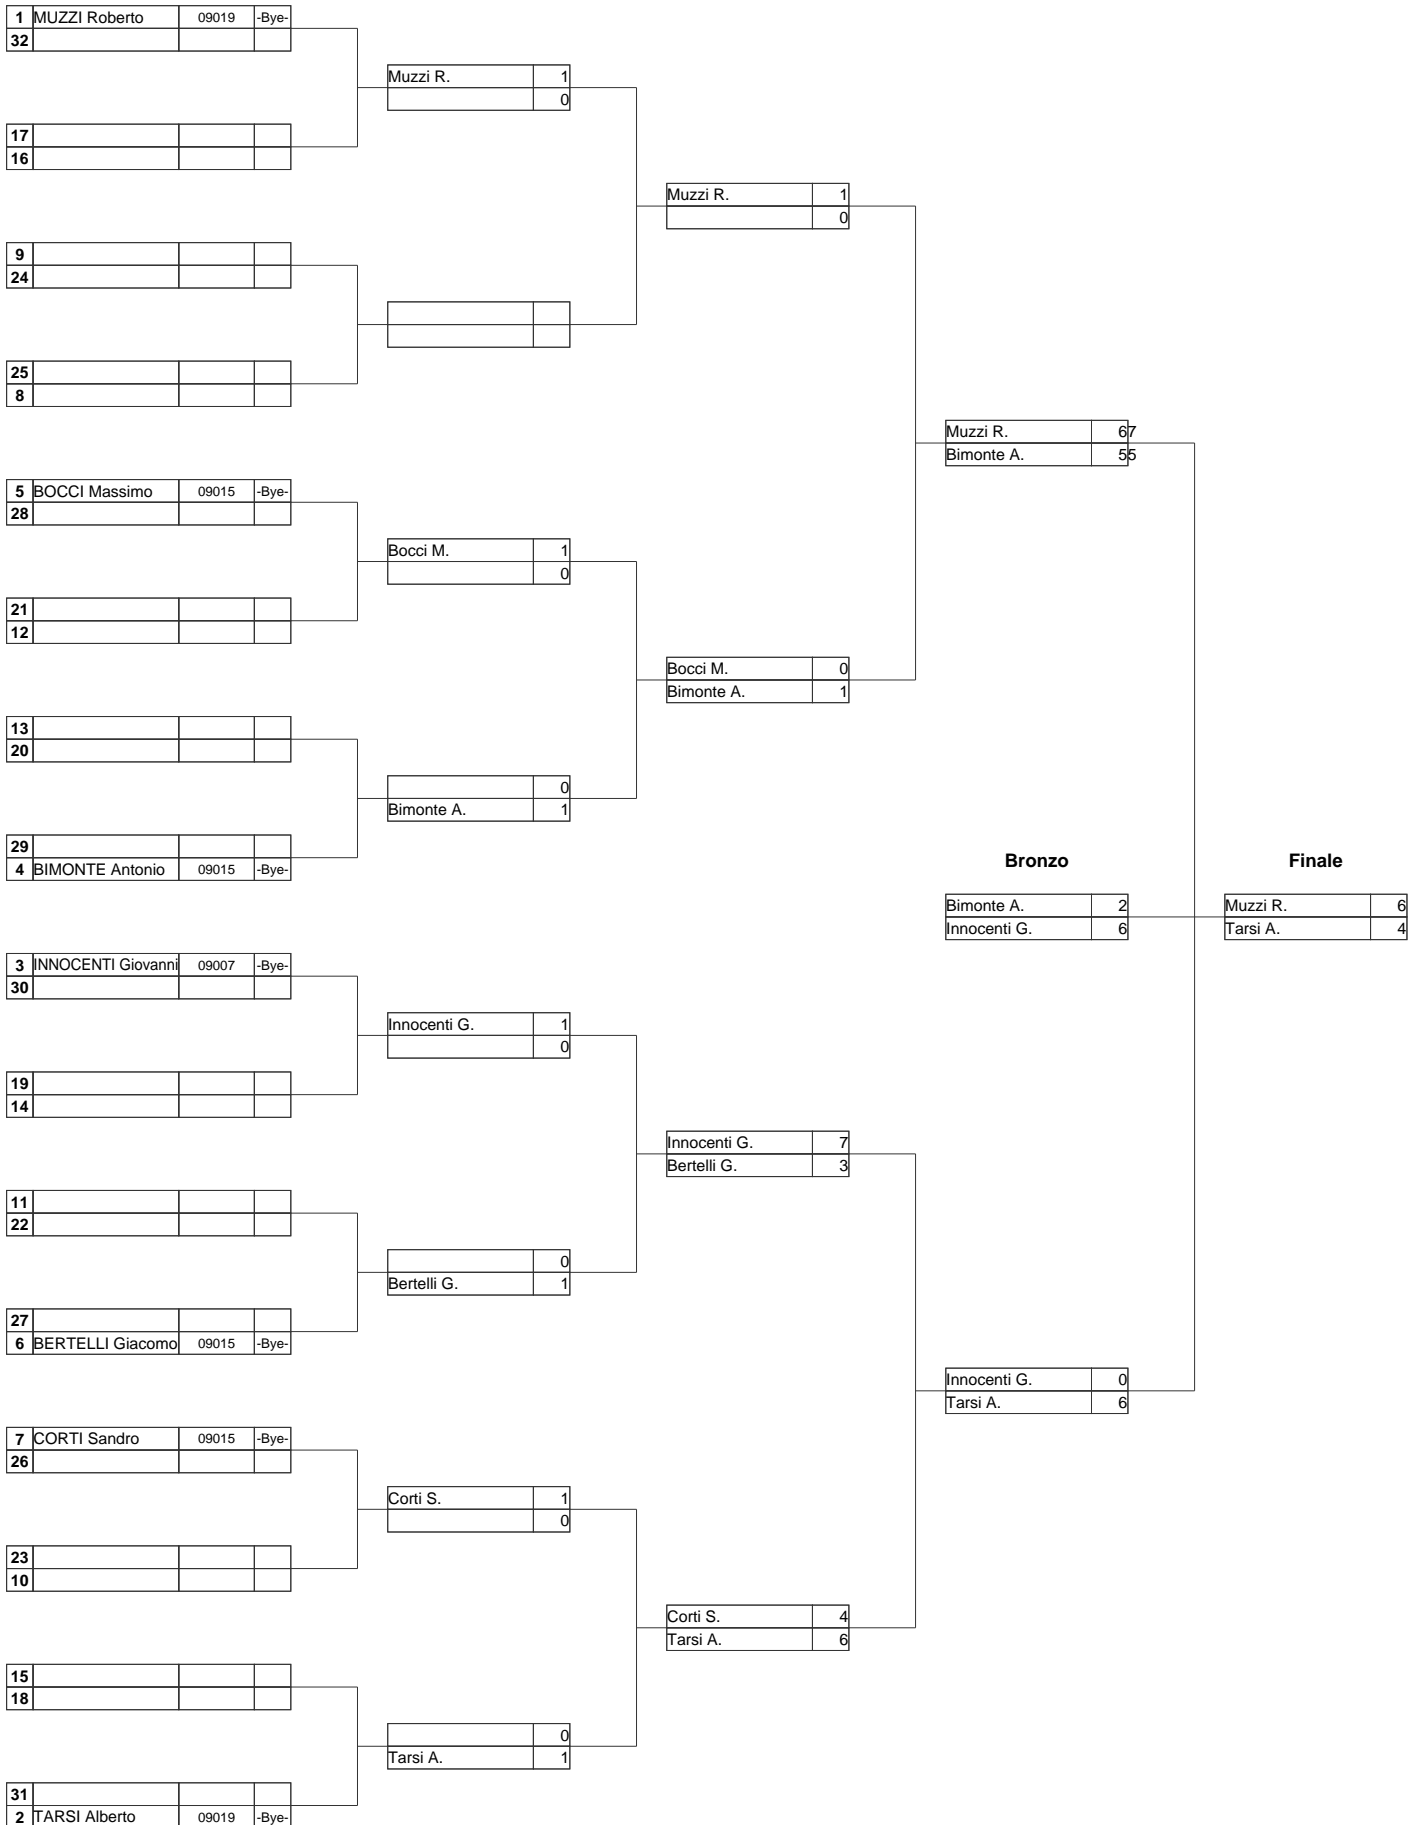 1 MUZZI Roberto 09019 -Bye-
32
Muzzi R. 1
0
17
16
Muzzi R. 1
0
9
24
25
8
Muzzi R. 67
Bimonte A. 55
5 BOCCI Massimo 09015 -Bye-
28
Bocci M. 1
0
21
12
Bocci M. 0
Bimonte A. 1
13
20
0
Bimonte A. 1
29
4 BIMONTE Antonio 09015 -Bye-
Bronzo Finale
Bimonte A. 2 Muzzi R. 6
Innocenti G. 6 Tarsi A. 4
3 INNOCENTI Giovanni 09007 -Bye-
30
Innocenti G. 1
0
19
14
Innocenti G. 7
Bertelli G. 3
11
22
0
Bertelli G. 1
27
6 BERTELLI Giacomo 09015 -Bye-
Innocenti G. 0
Tarsi A. 6
7 CORTI Sandro 09015 -Bye-
26
Corti S. 1
0
23
10
Corti S. 4
Tarsi A. 6
15
18
0
Tarsi A. 1
31
2 TARSI Alberto 09019 -Bye-